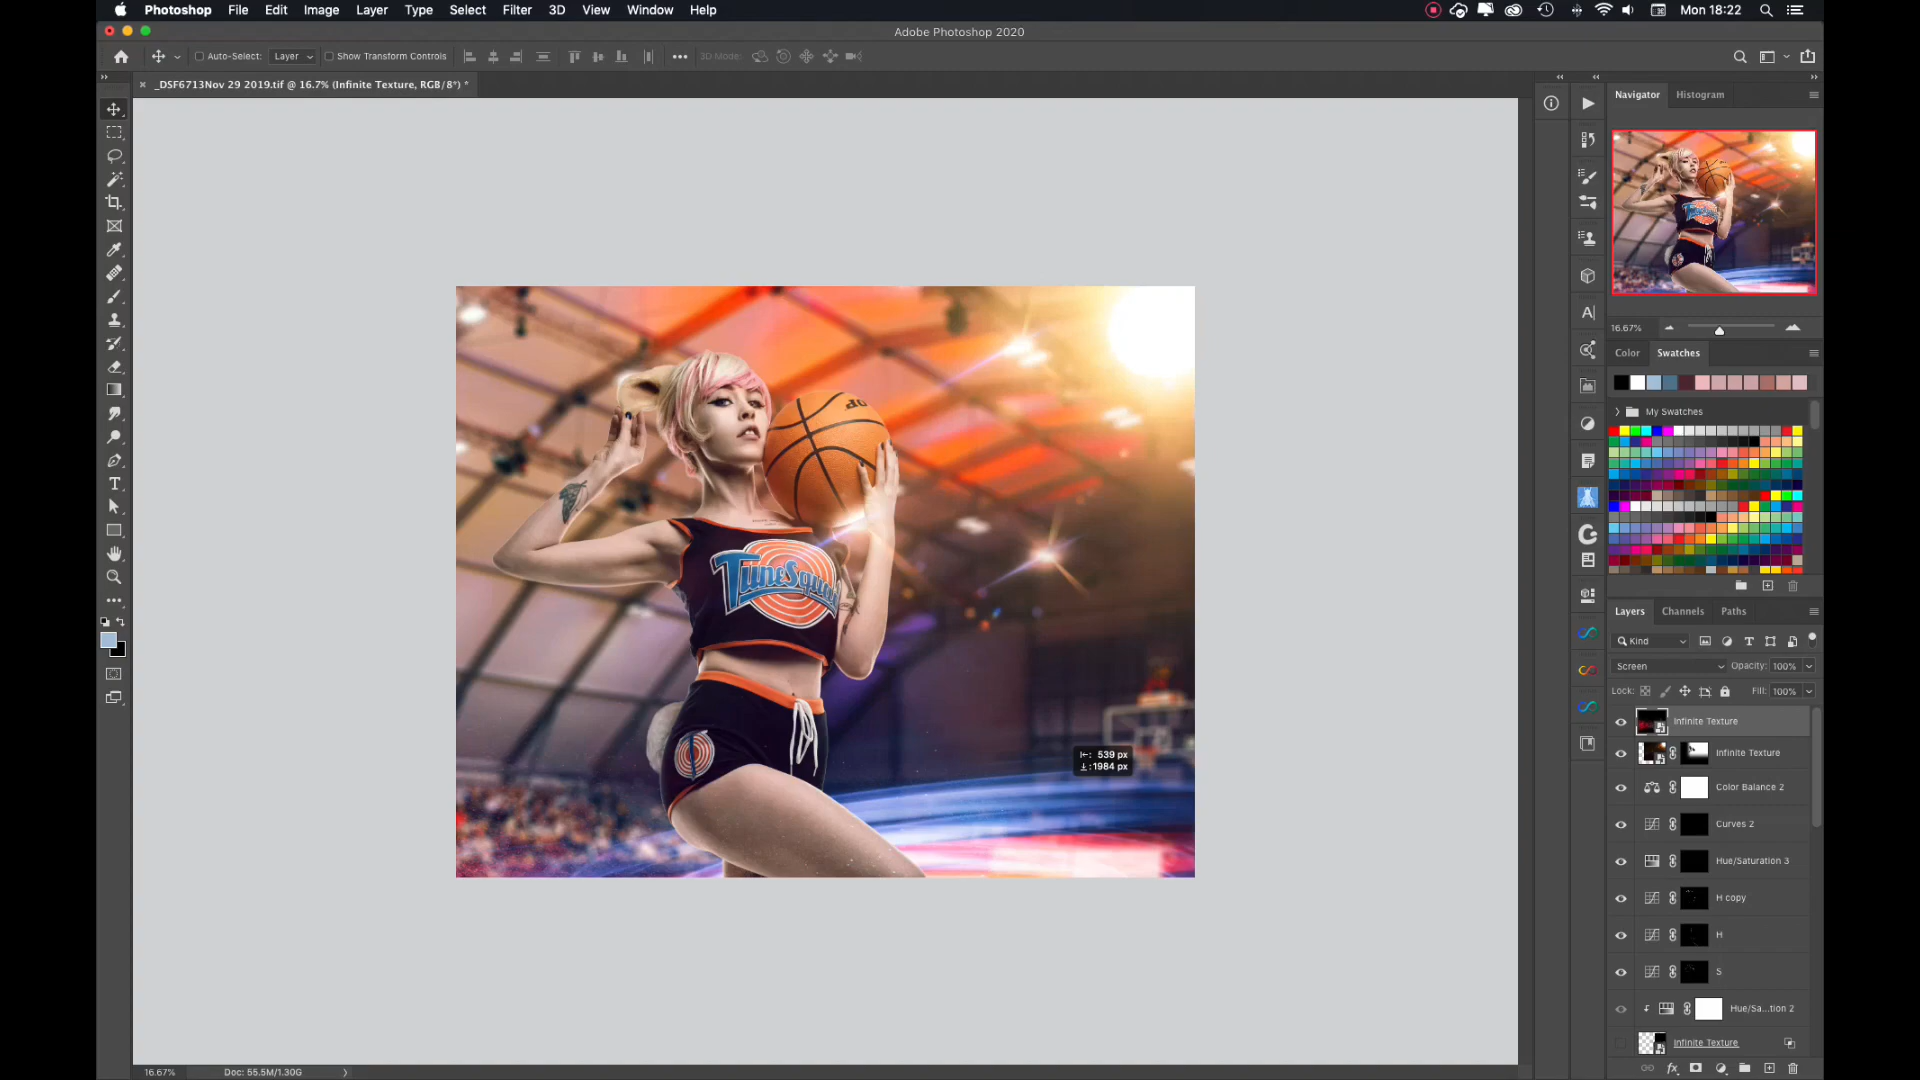 Photoshop File Edit Image Layer Type Select Filter 3D View Window Help Mon 18:22
Adobe Photoshop 2020
Auto-Select: Layer Show Transform Controls 3D Mode:
_DSF6713Nov 29 2019.tif @ 16.7% (Infinite Texture, RGB/8*) *
Navigator Histogram
16.67%
Color Swatches
My Swatches
TuneSquad
Layers Channels Paths
Kind
Screen Opacity: 100%
Lock: Fill: 100%
Infinite Texture
Infinite Texture
539 px
1984 px
Color Balance 2
Curves 2
Hue/Saturation 3
H copy
H
S
Hue/Sa...tion 2
Infinite Texture
16.67% Doc: 55.5M/1.30G